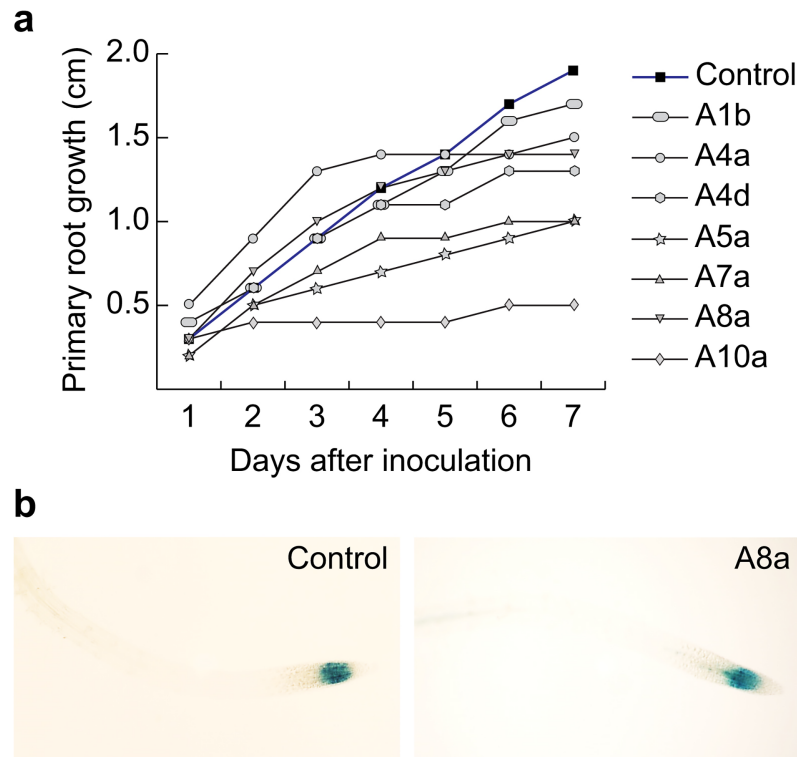 a
Primary root growth (cm)
2.0
1.5
1.0
0.5
1 2 3 4 5 6 7
Days after inoculation
Control
A1b
A4a
A4d
A5a
A7a
A8a
A10a
b
Control
A8a